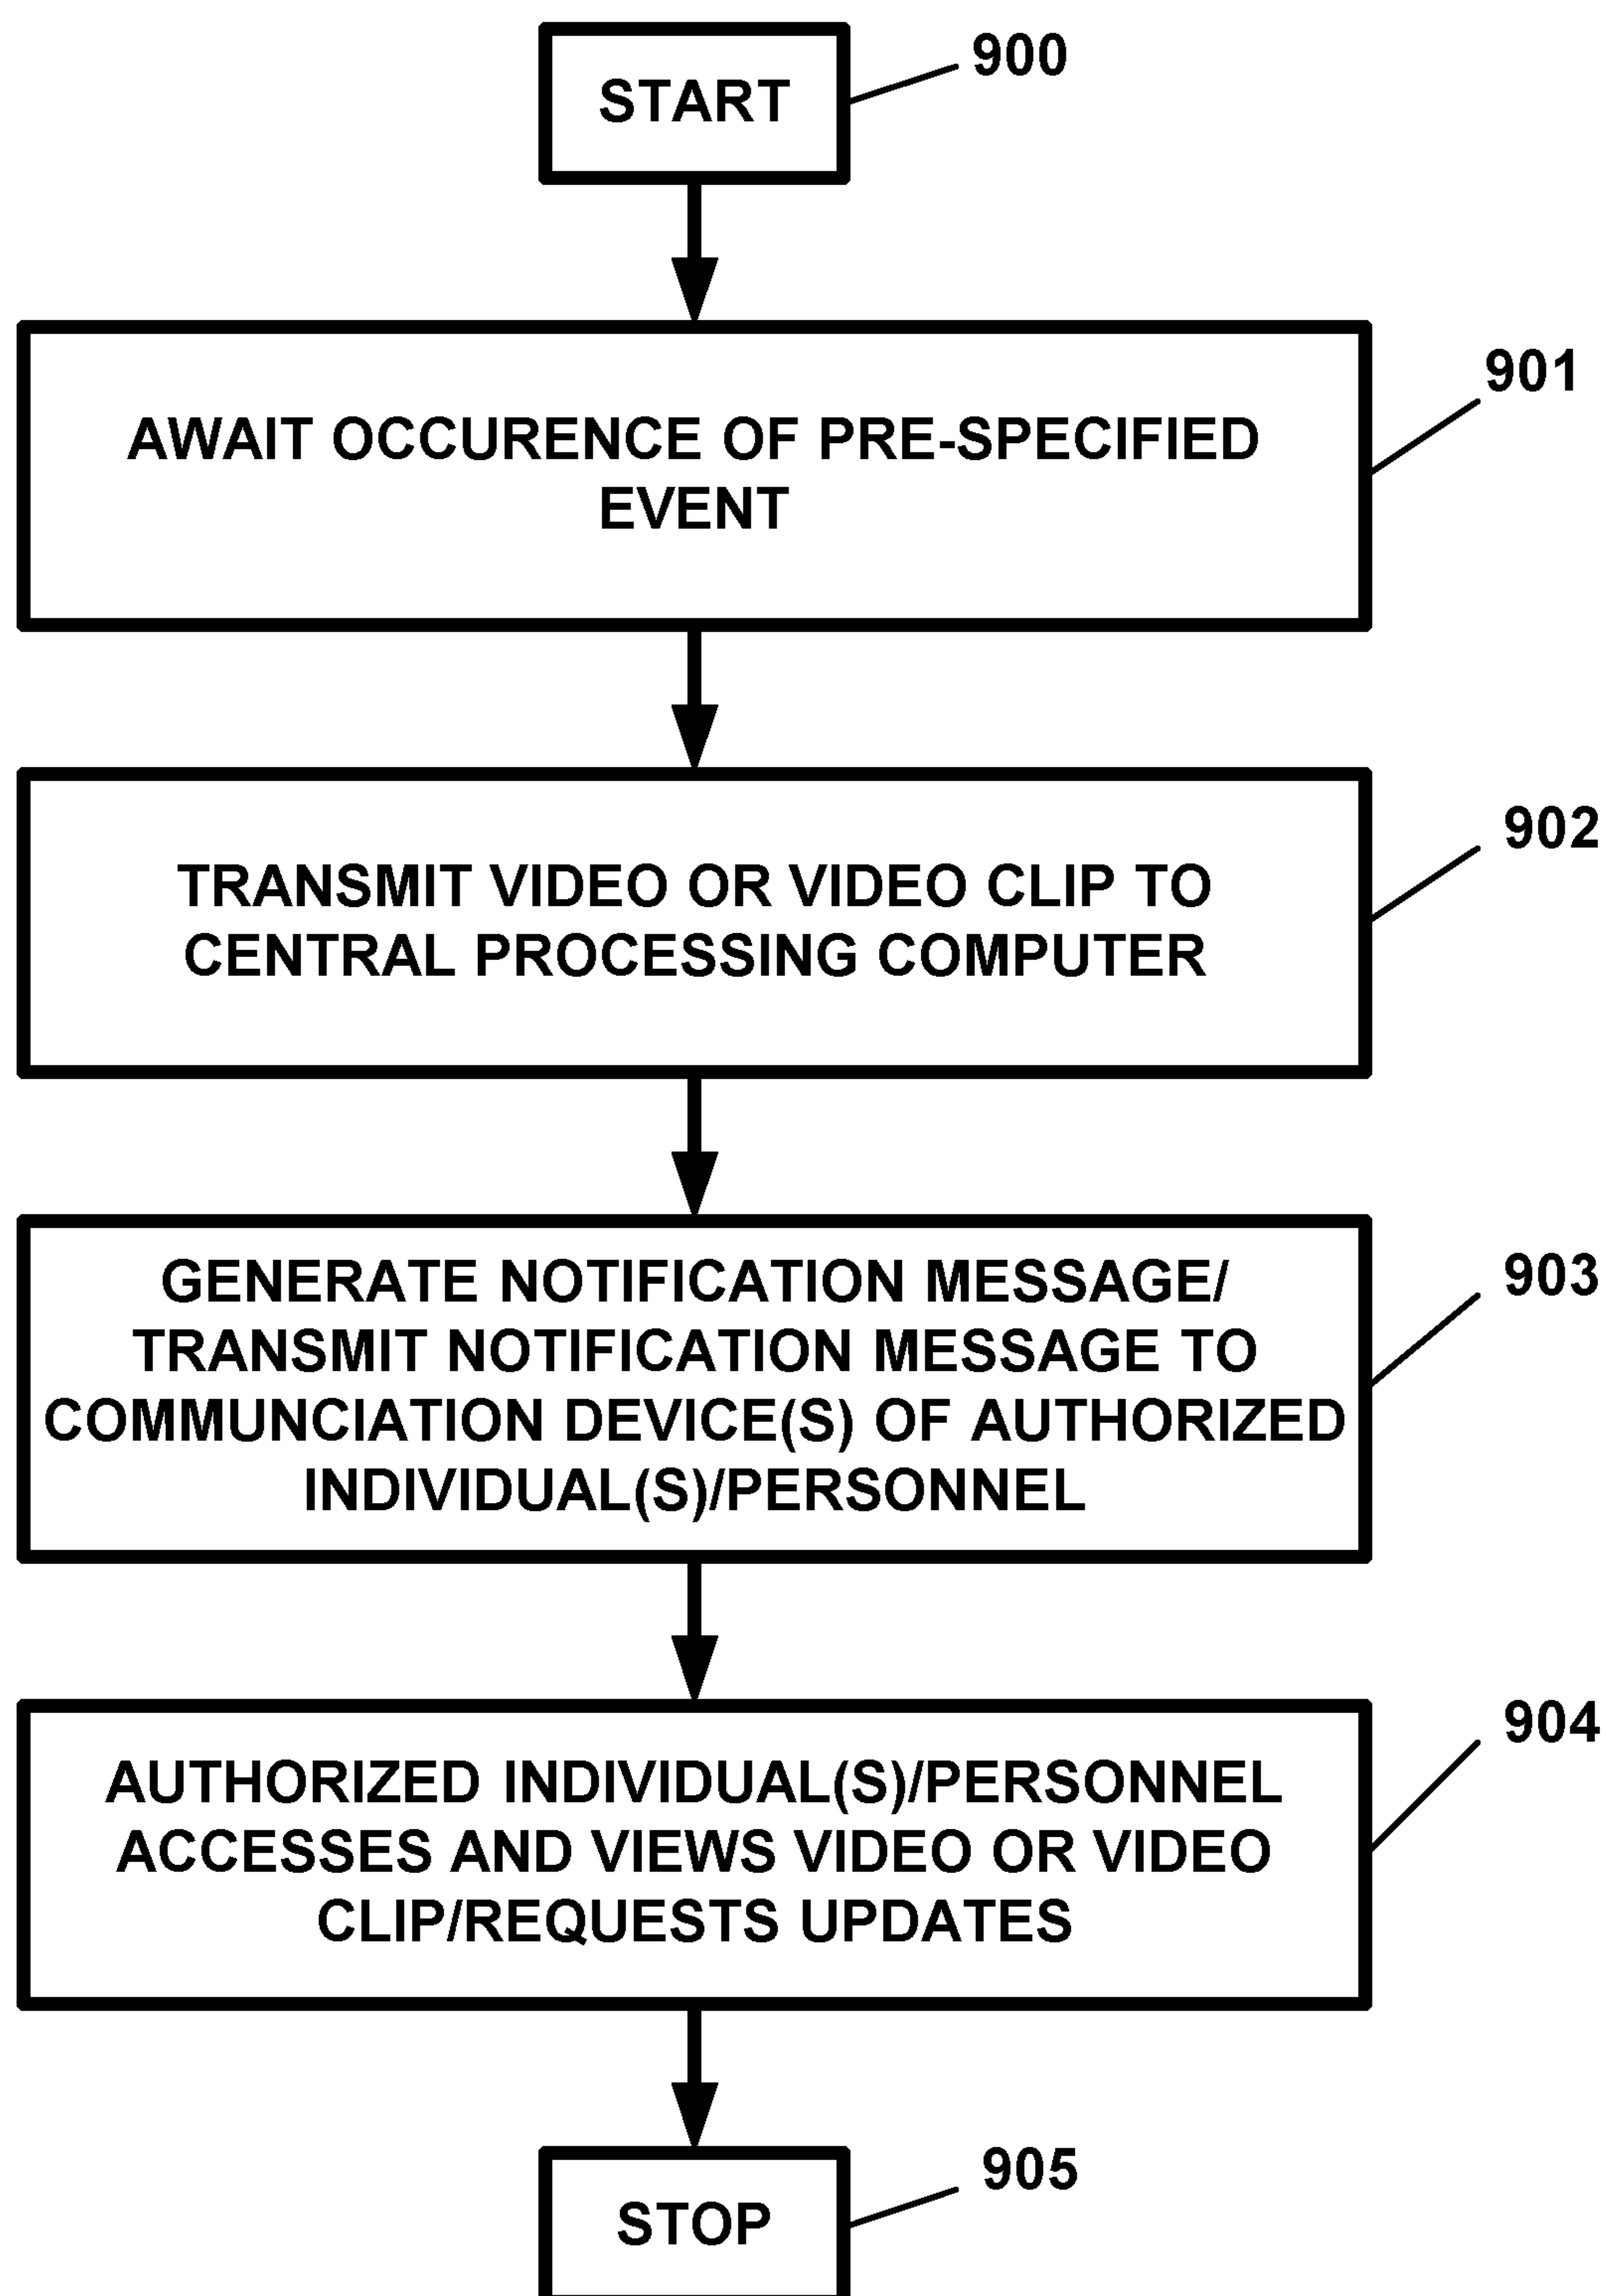 START
900
901
AWAIT OCCURENCE OF PRE-SPECIFIED
EVENT
902
TRANSMIT VIDEO OR VIDEO CLIP TO
CENTRAL PROCESSING COMPUTER
903
GENERATE NOTIFICATION MESSAGE/
TRANSMIT NOTIFICATION MESSAGE TO
COMMUNCIATION DEVICE(S) OF AUTHORIZED
INDIVIDUAL(S)/PERSONNEL
904
AUTHORIZED INDIVIDUAL(S)/PERSONNEL
ACCESSES AND VIEWS VIDEO OR VIDEO
CLIP/REQUESTS UPDATES
905
STOP